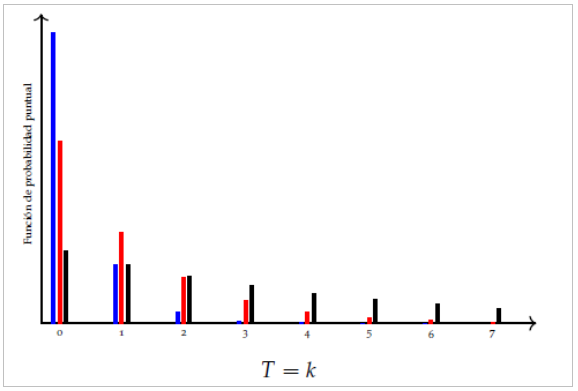 Función de probabilidad puntual
0 1 2 3 4 5 6 7
T = k